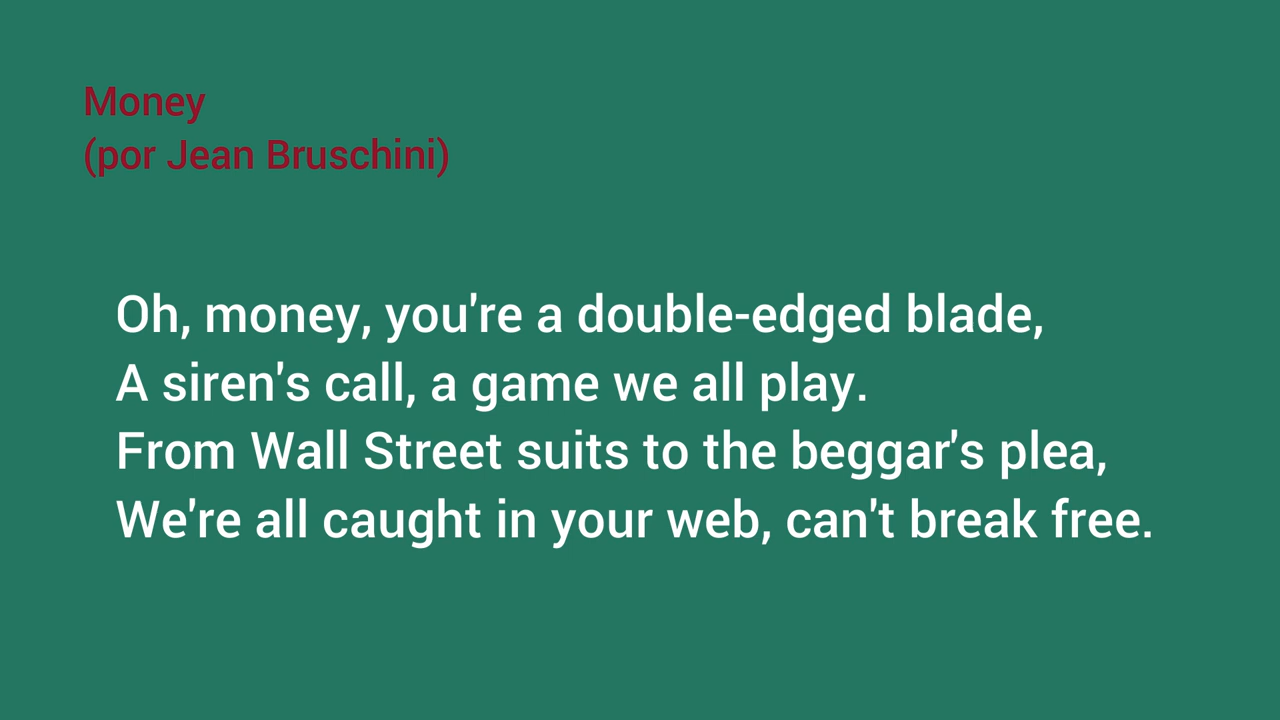 Money
(por Jean Bruschini)
Oh, money, you're a double-edged blade,
A siren's call, a game we all play.
From Wall Street suits to the beggar's plea,
We're all caught in your web, can't break free.